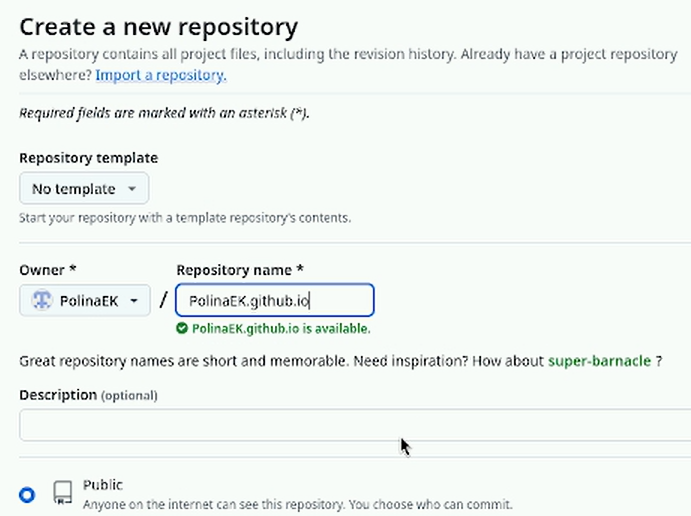 Create a new repository
A repository contains all project files, including the revision history. Already have a project repository
elsewhere? Import a repository.
Required fields are marked with an asterisk (*).
Repository template
No template
Start your repository with a template repository's contents.
Owner * Repository name *
PolinaEK / PolinaEK.github.io
PolinaEK.github.io is available.
Great repository names are short and memorable. Need inspiration? How about super-barnacle ?
Description (optional)
Public
Anyone on the internet can see this repository. You choose who can commit.